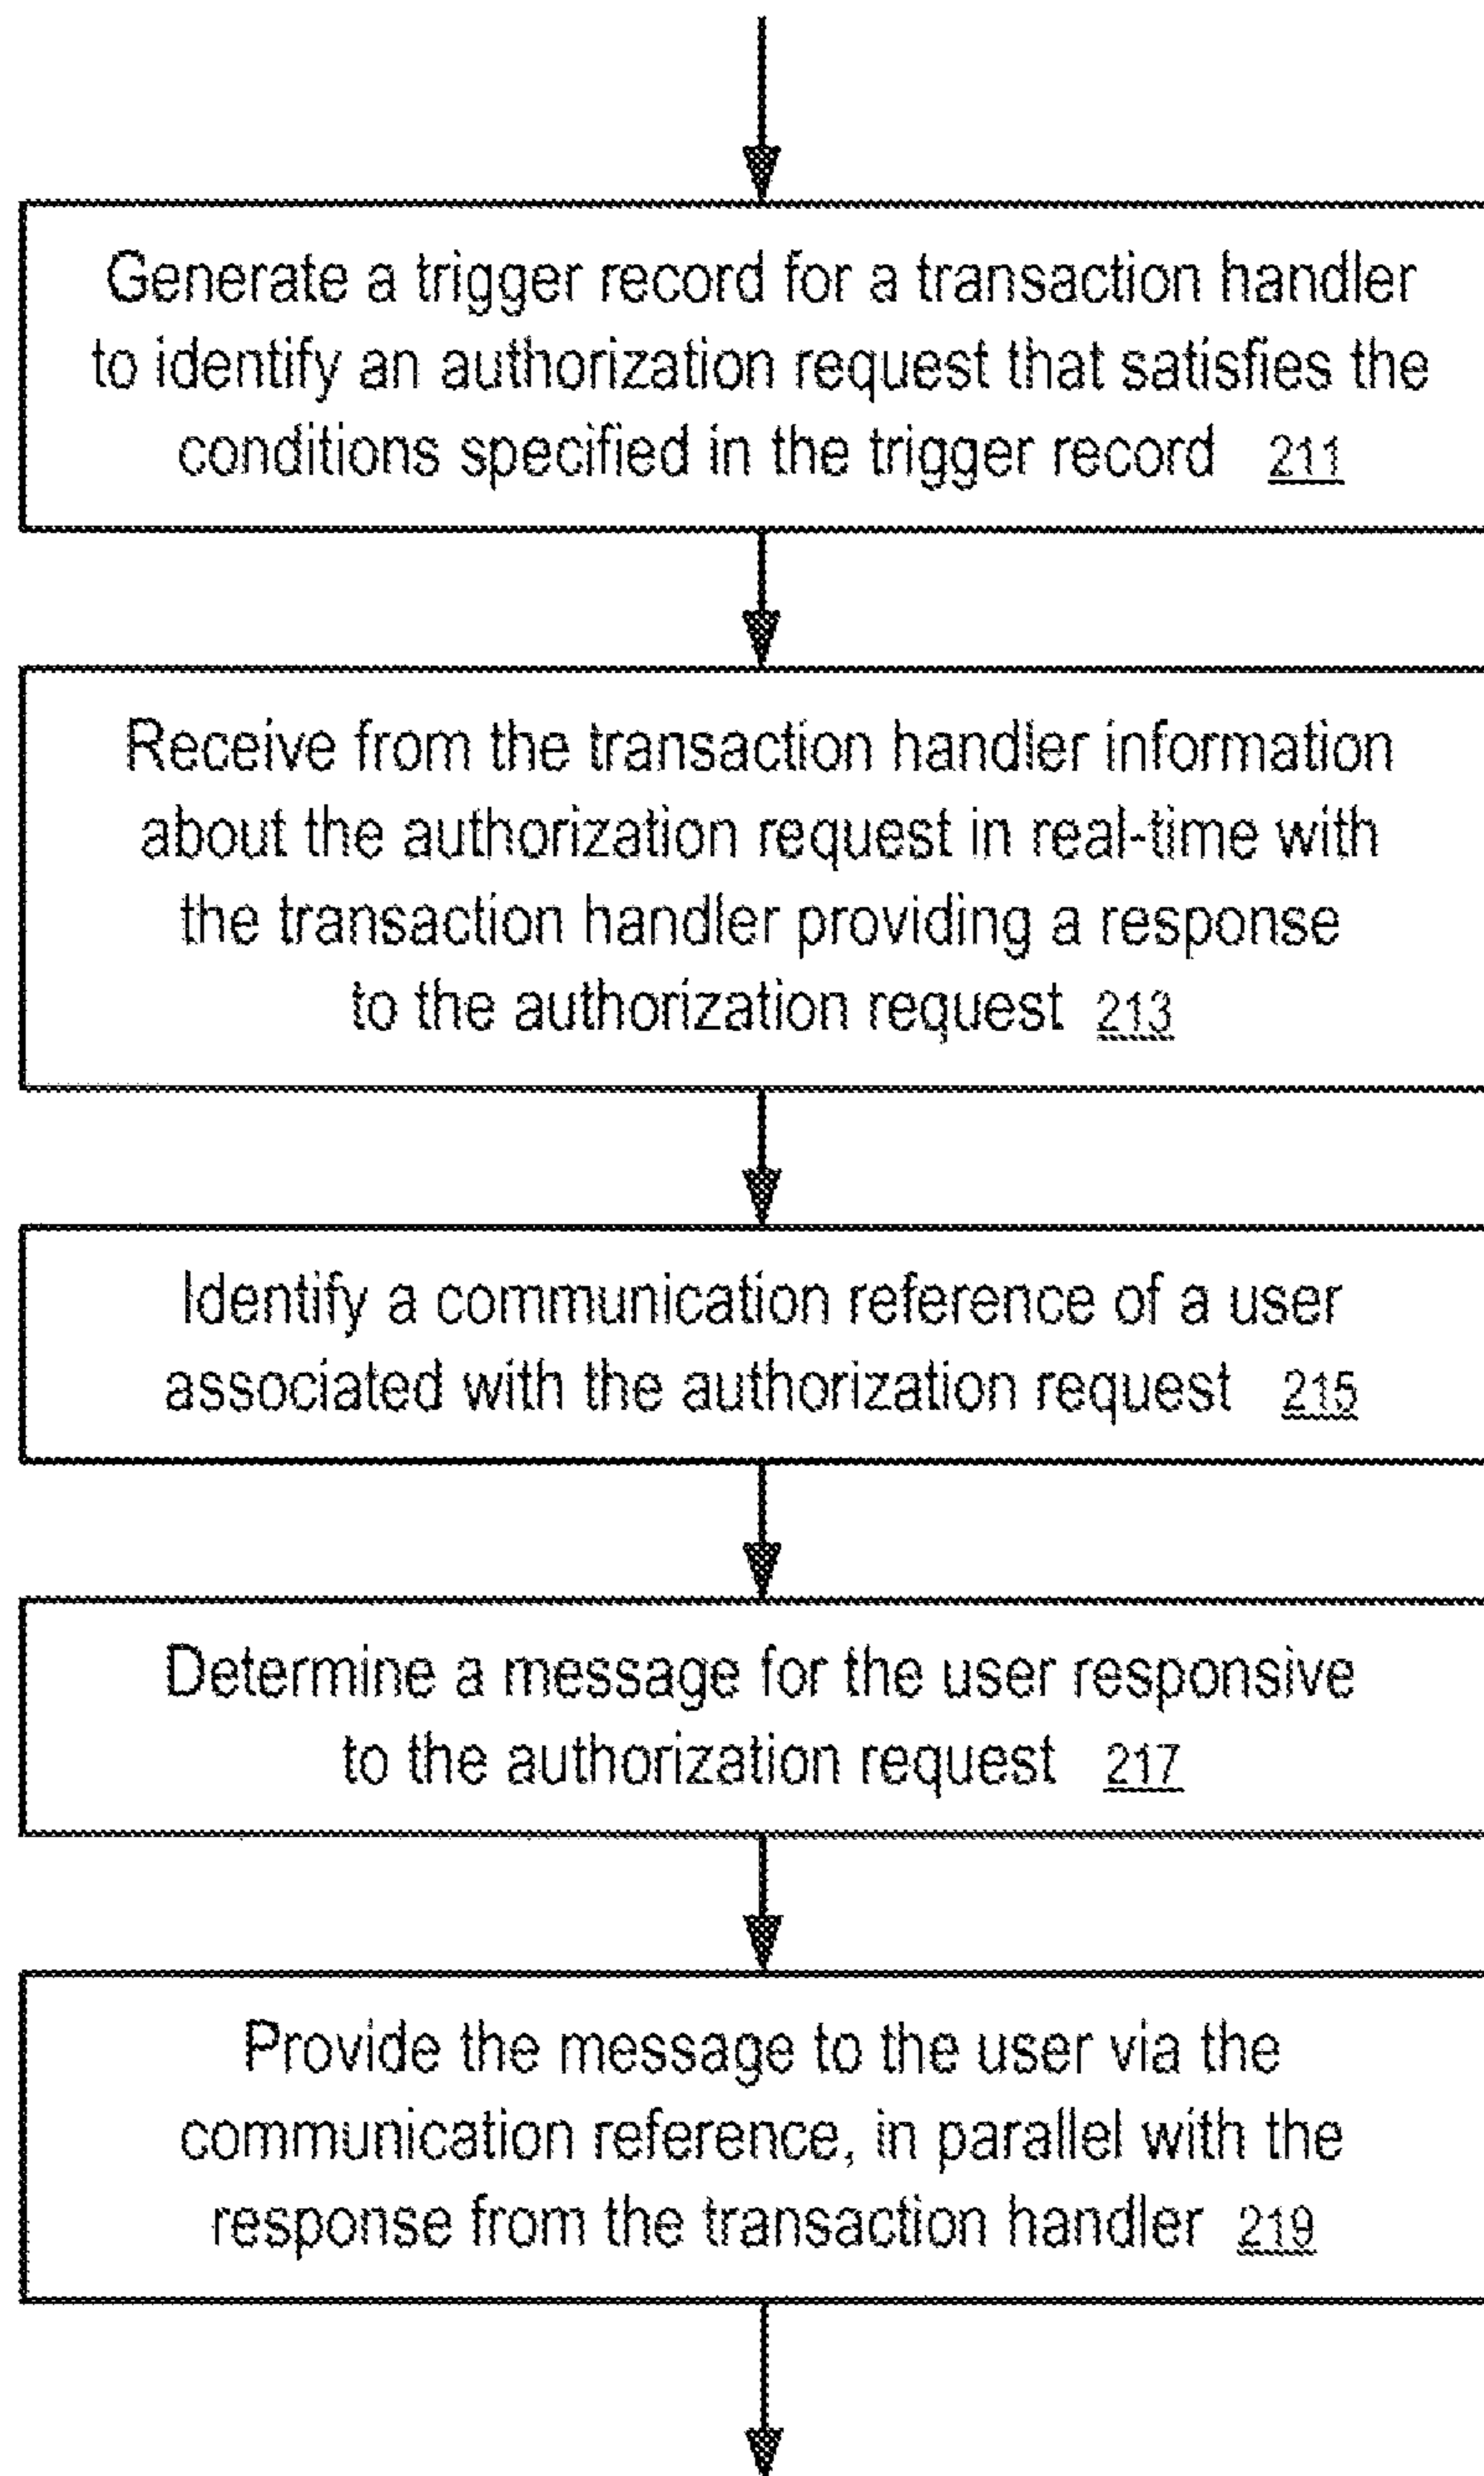 Generate a trigger record for a transaction handler
to identify an authorization request that satisfies the
conditions specified in the trigger record 211
Receive from the transaction handler information
about the authorization request in real-time with
the transaction handler providing a response
to the authorization request 213
Identify a communication reference of a user
associated with the authorization request 215
Determine a message for the user responsive
to the authorization request 217
Provide the message to the user via the
communication reference, in parallel with the
response from the transaction handler 219